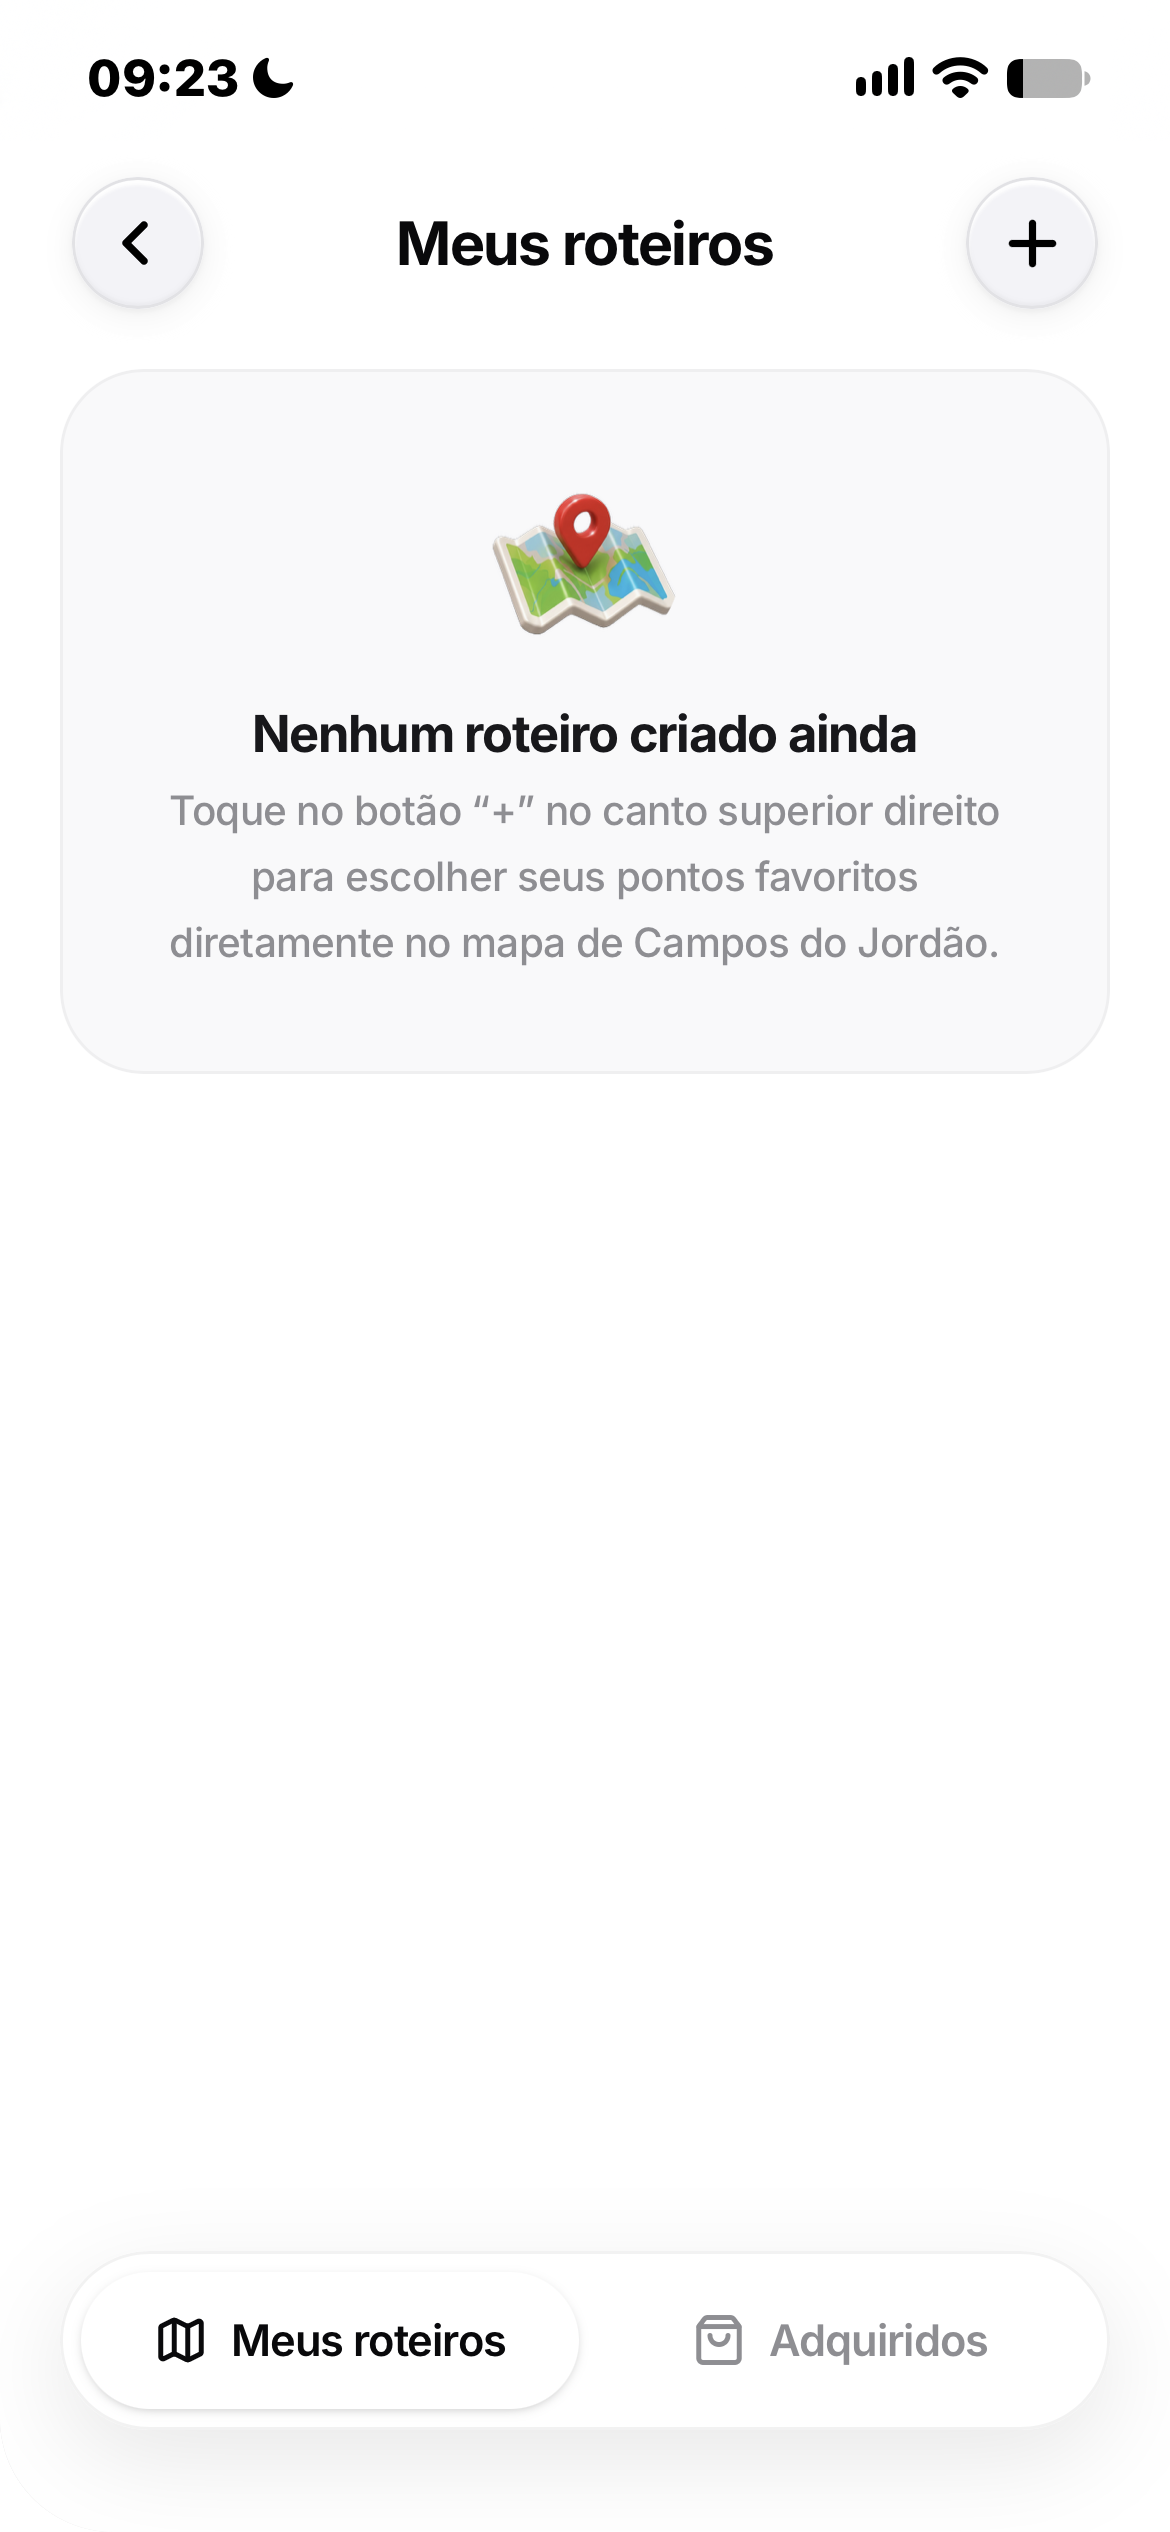 09:23
Meus roteiros
Nenhum roteiro criado ainda
Toque no botão “+” no canto superior direito
para escolher seus pontos favoritos
diretamente no mapa de Campos do Jordão.
Meus roteiros
Adquiridos